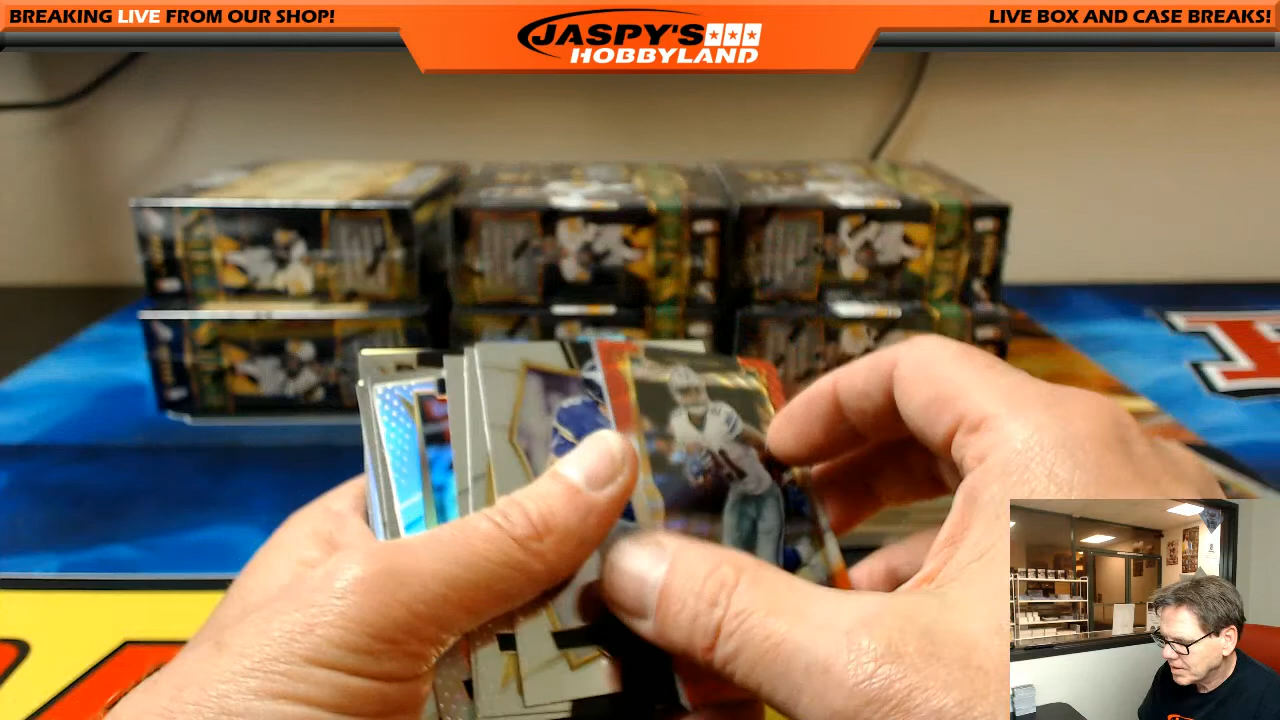 BREAKING LIVE FROM OUR SHOP!
JASPY'S
HOBBYLAND
LIVE BOX AND CASE BREAKS!